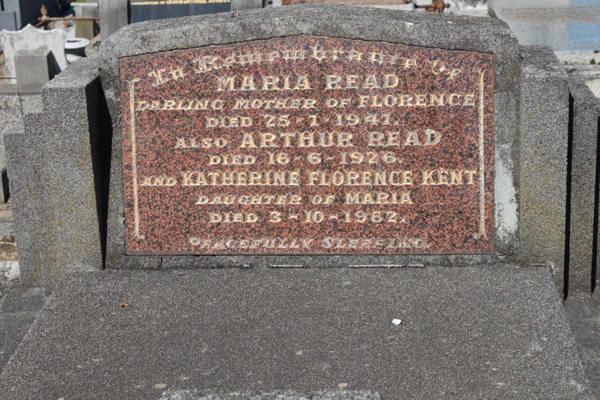 In Remembrance of
MARIA READ
DARLING MOTHER OF FLORENCE
DIED 25-7-1941.
ALSO ARTHUR READ
DIED 16-6-1926.
AND KATHERINE FLORENCE KENT
DAUGHTER OF MARIA
DIED 3-10-1962.
PEACEFULLY SLEEPING.